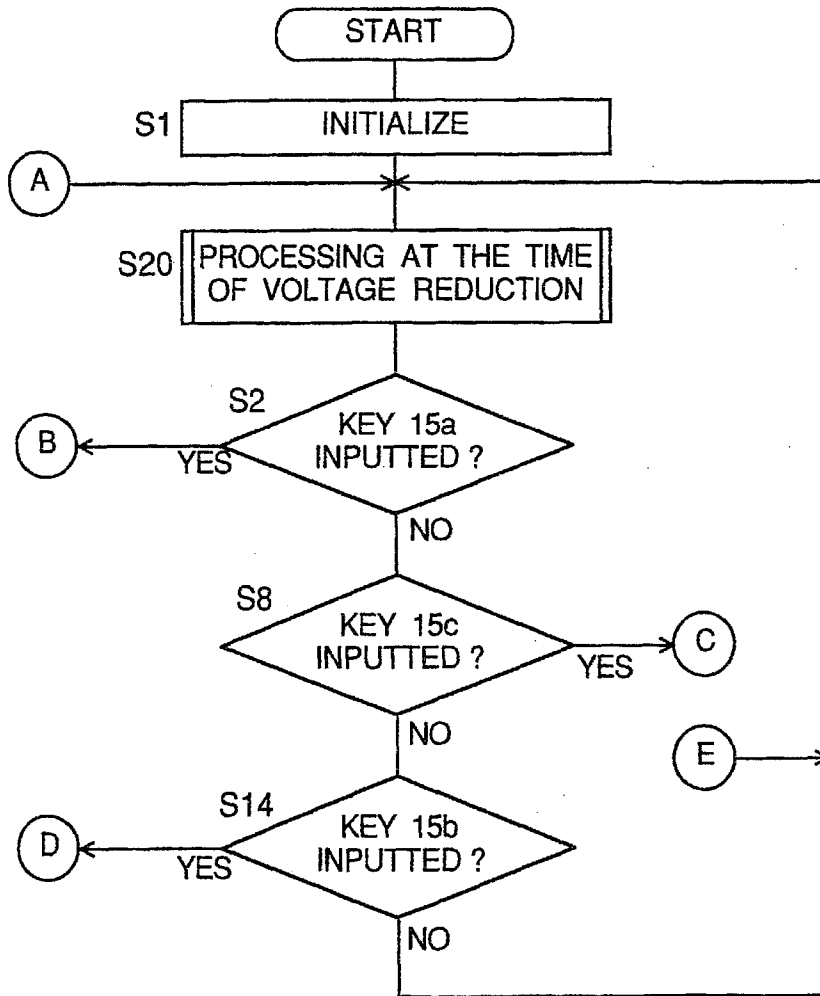 START
S1
INITIALIZE
A
S20
PROCESSING AT THE TIME
OF VOLTAGE REDUCTION
S2
KEY 15a
INPUTTED ?
B
YES
NO
S8
KEY 15c
INPUTTED ?
C
YES
NO
E
S14
KEY 15b
INPUTTED ?
D
YES
NO